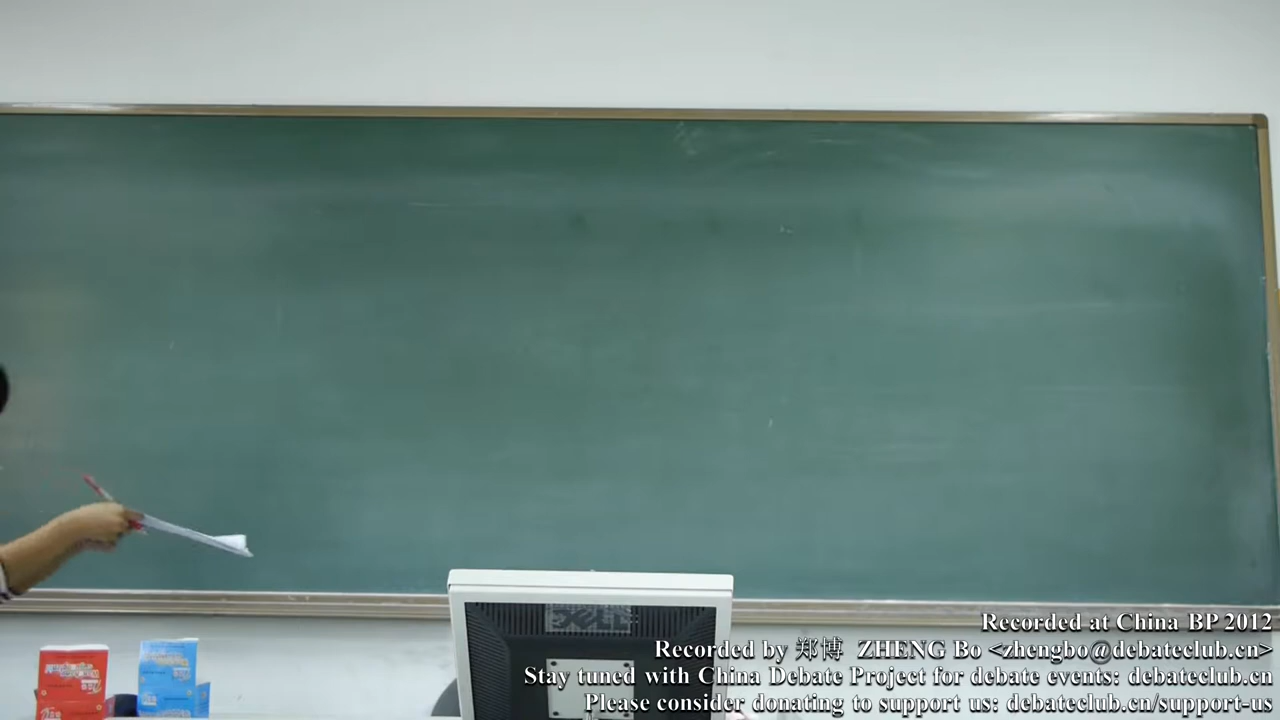 Recorded at China BP 2012
Recorded by 郑博 ZHENG Bo <zhengbo@debateclub.cn>
Stay tuned with China Debate Project for debate events: debateclub.cn
Please consider donating to support us: debateclub.cn/support-us